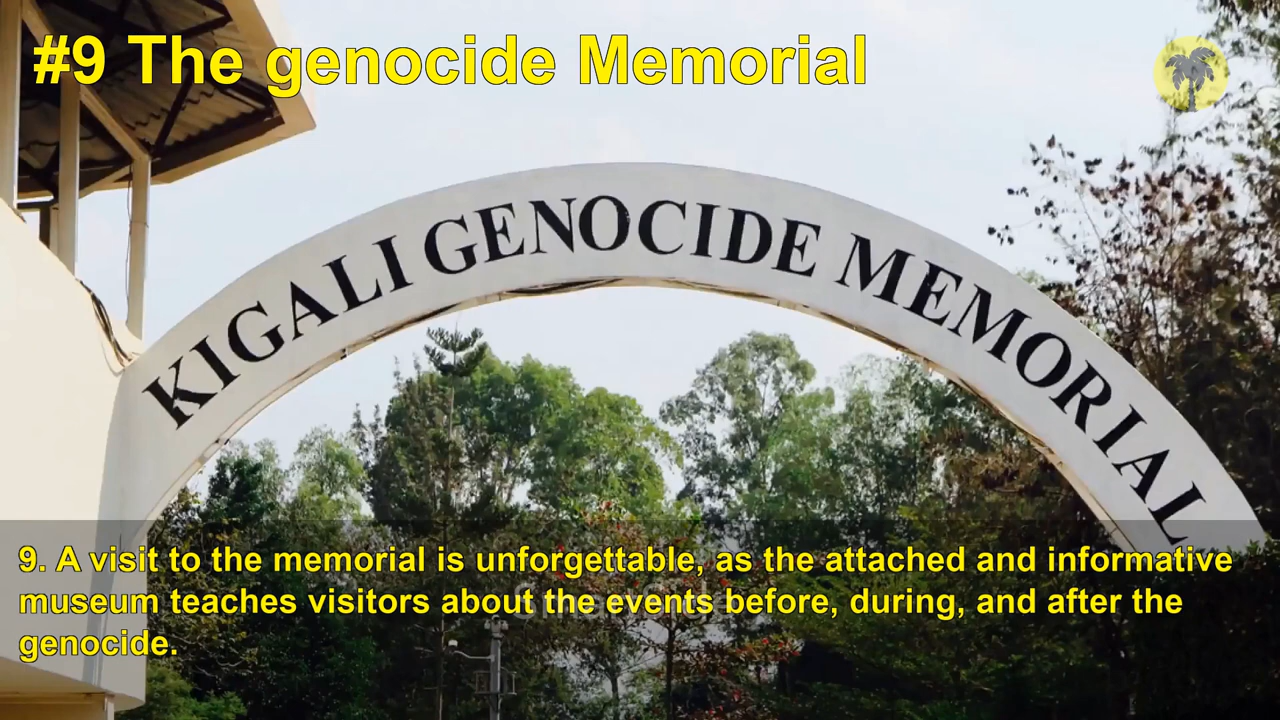 #9 The genocide Memorial
KIGALI GENOCIDE MEMORIAL
9. A visit to the memorial is unforgettable, as the attached and informative
museum teaches visitors about the events before, during, and after the
genocide.